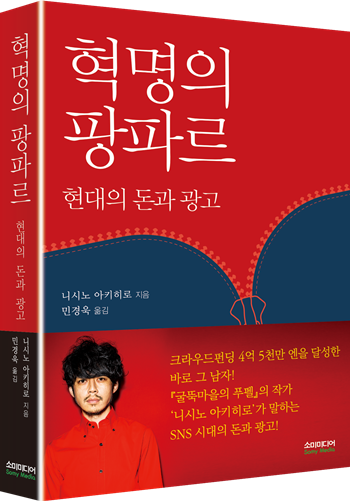 혁명의 팡파르
현대의 돈과 광고
니시노 아키히로 지음
민경욱 옮김
소미미디어
Somy Media
혁명의
팡파르
현대의 돈과 광고
니시노 아키히로 지음
민경욱 옮김
크라우드펀딩 4억 5천만 엔을 달성한
바로 그 남자!
『굴뚝마을의 푸펠』의 작가
‘니시노 아키히로’가 말하는
SNS 시대의 돈과 광고!
소미미디어
Somy Media